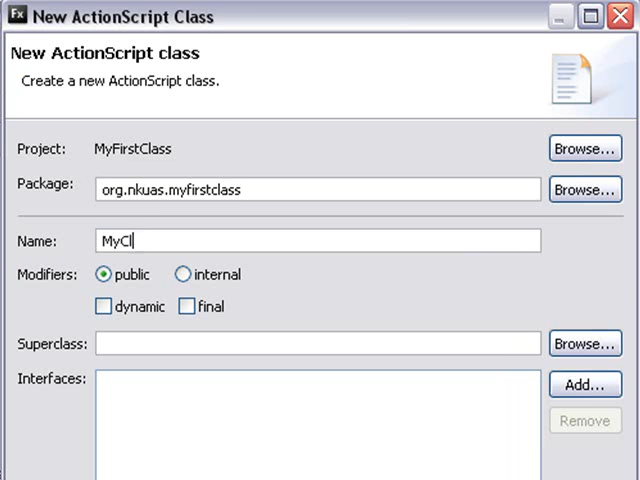 Fx New ActionScript Class
New ActionScript class
Create a new ActionScript class.
Project: MyFirstClass Browse...
Package: org.nkuas.myfirstclass Browse...
Name: MyCl
Modifiers: public internal
dynamic final
Superclass: Browse...
Interfaces: Add...
Remove